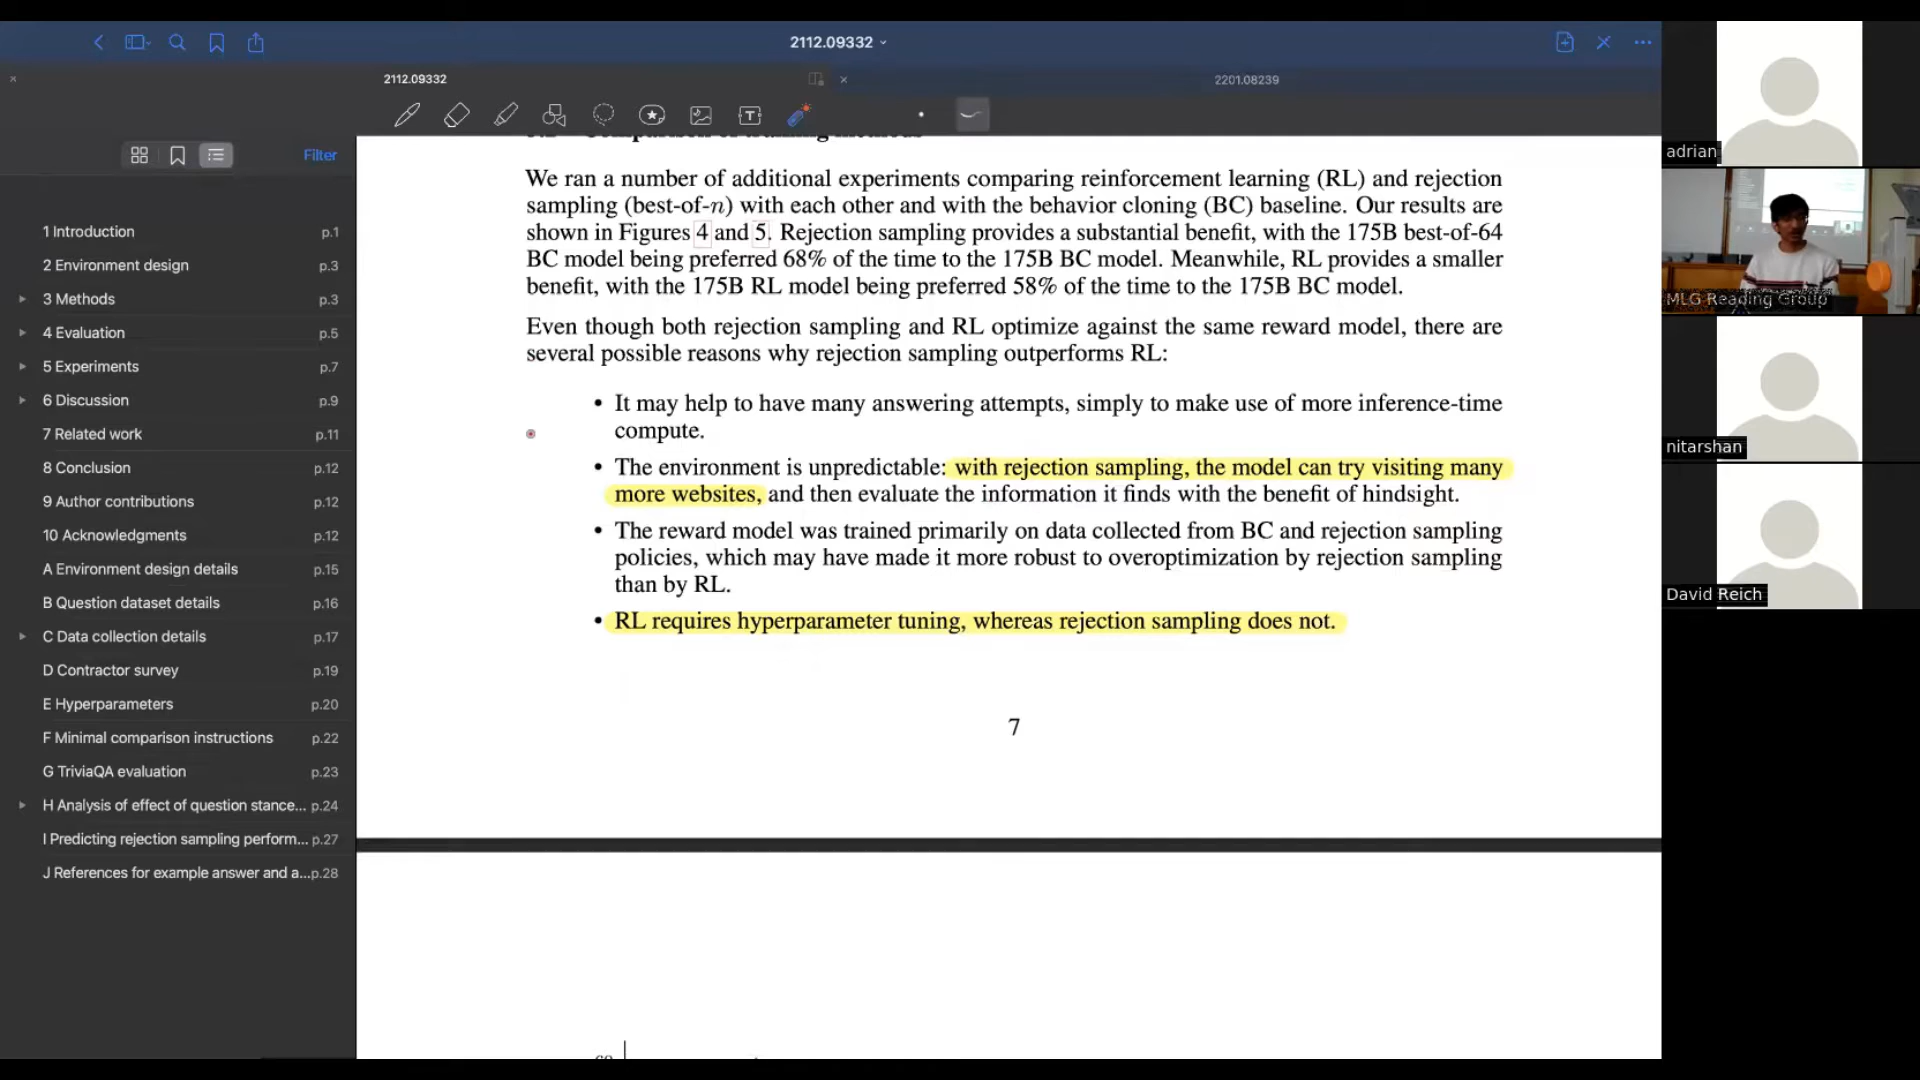 2112.09332
2112.09332
2201.08239
Filter
1 Introduction p.1
2 Environment design p.3
3 Methods p.3
4 Evaluation p.5
5 Experiments p.7
6 Discussion p.9
7 Related work p.11
8 Conclusion p.12
9 Author contributions p.12
10 Acknowledgments p.12
A Environment design details p.15
B Question dataset details p.16
C Data collection details p.17
D Contractor survey p.19
E Hyperparameters p.20
F Minimal comparison instructions p.22
G TriviaQA evaluation p.23
H Analysis of effect of question stance... p.24
I Predicting rejection sampling perform... p.27
J References for example answer and a...p.28
We ran a number of additional experiments comparing reinforcement learning (RL) and rejection
sampling (best-of-n) with each other and with the behavior cloning (BC) baseline. Our results are
shown in Figures 4 and 5. Rejection sampling provides a substantial benefit, with the 175B best-of-64
BC model being preferred 68% of the time to the 175B BC model. Meanwhile, RL provides a smaller
benefit, with the 175B RL model being preferred 58% of the time to the 175B BC model.
Even though both rejection sampling and RL optimize against the same reward model, there are
several possible reasons why rejection sampling outperforms RL:
• It may help to have many answering attempts, simply to make use of more inference-time
compute.
• The environment is unpredictable: with rejection sampling, the model can try visiting many
more websites, and then evaluate the information it finds with the benefit of hindsight.
• The reward model was trained primarily on data collected from BC and rejection sampling
policies, which may have made it more robust to overoptimization by rejection sampling
than by RL.
• RL requires hyperparameter tuning, whereas rejection sampling does not.
7
adrian
MLG Reading Group
nitarshan
David Reich